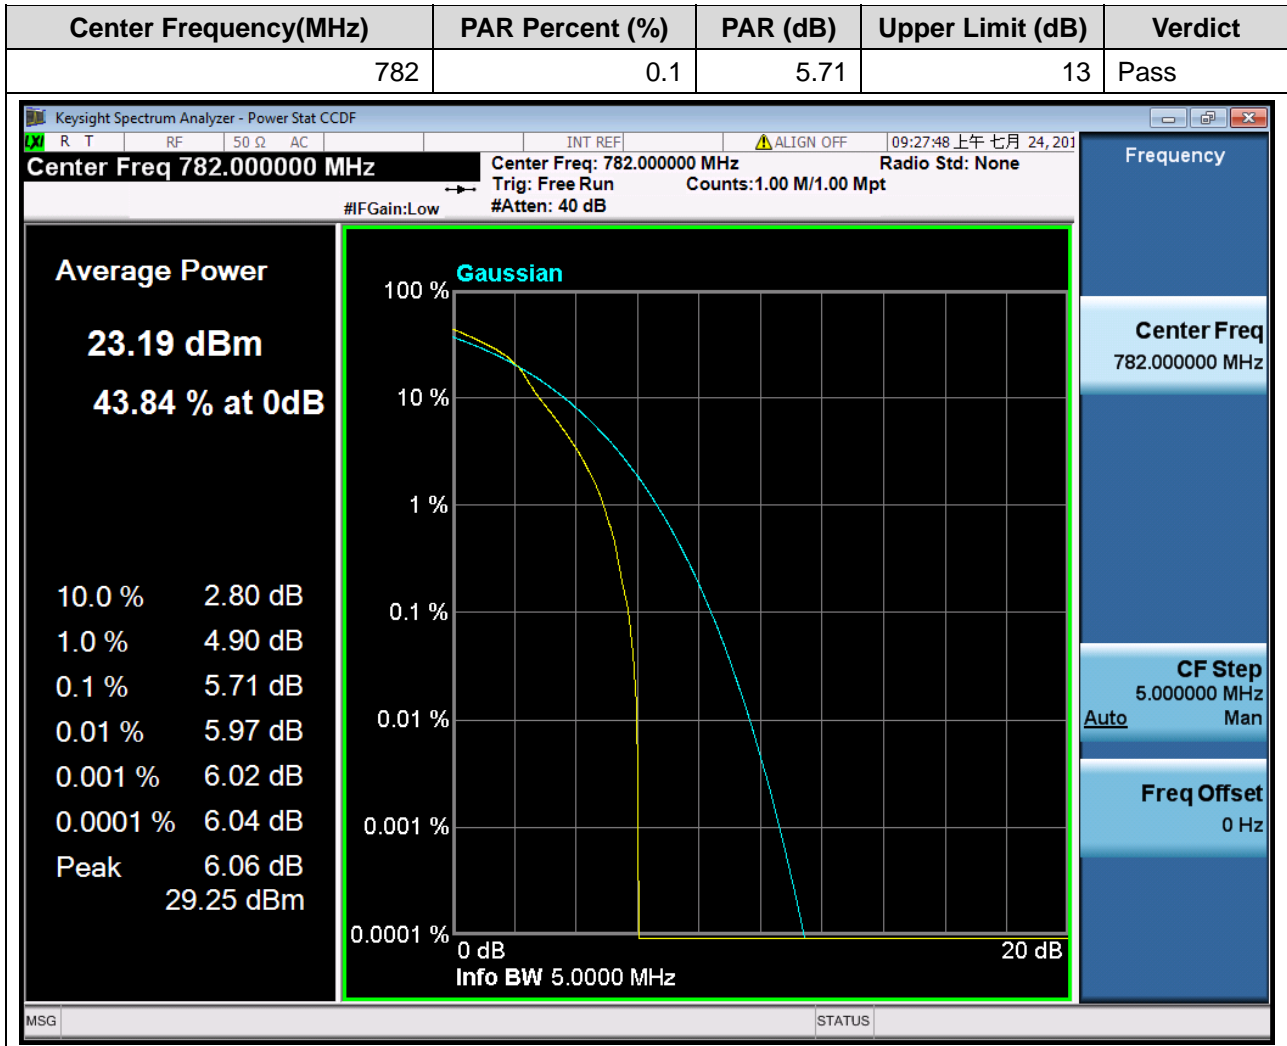 Center Frequency(MHz) PAR Percent (%) PAR (dB) Upper Limit (dB) Verdict
782 0.1 5.71 13 Pass
Keysight Spectrum Analyzer - Power Stat CCDF
LXI R T RF 50 Ω AC INT REF ALIGN OFF 09:27:48 上午 七月 24, 201
Center Freq 782.000000 MHz
Center Freq: 782.000000 MHz Radio Std: None
Trig: Free Run Counts:1.00 M/1.00 Mpt
#IFGain:Low #Atten: 40 dB
Average Power
23.19 dBm
43.84 % at 0dB
10.0 % 2.80 dB
1.0 % 4.90 dB
0.1 % 5.71 dB
0.01 % 5.97 dB
0.001 % 6.02 dB
0.0001 % 6.04 dB
Peak 6.06 dB
29.25 dBm
Gaussian
100 %
10 %
1 %
0.1 %
0.01 %
0.001 %
0.0001 %
0 dB 20 dB
Info BW 5.0000 MHz
Frequency
Center Freq
782.000000 MHz
CF Step
5.000000 MHz
Auto Man
Freq Offset
0 Hz
MSG STATUS